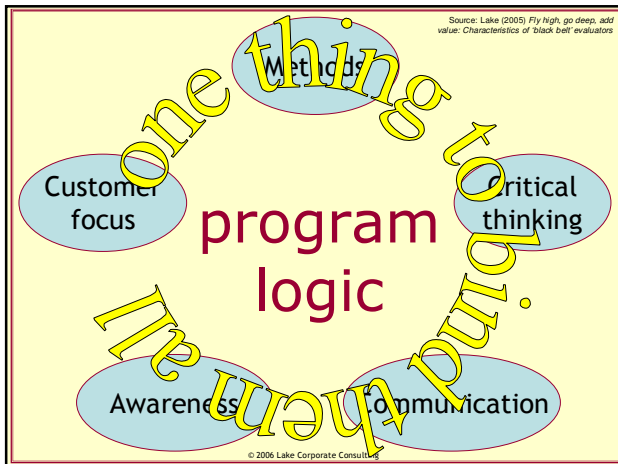 Source: Lake (2005) Fly high, go deep, add
value: Characteristics of ‘black belt’ evaluators
one thing to bind them all
Methods
Customer
focus
Critical
thinking
program
logic
Awareness
Communication
© 2006 Lake Corporate Consulting